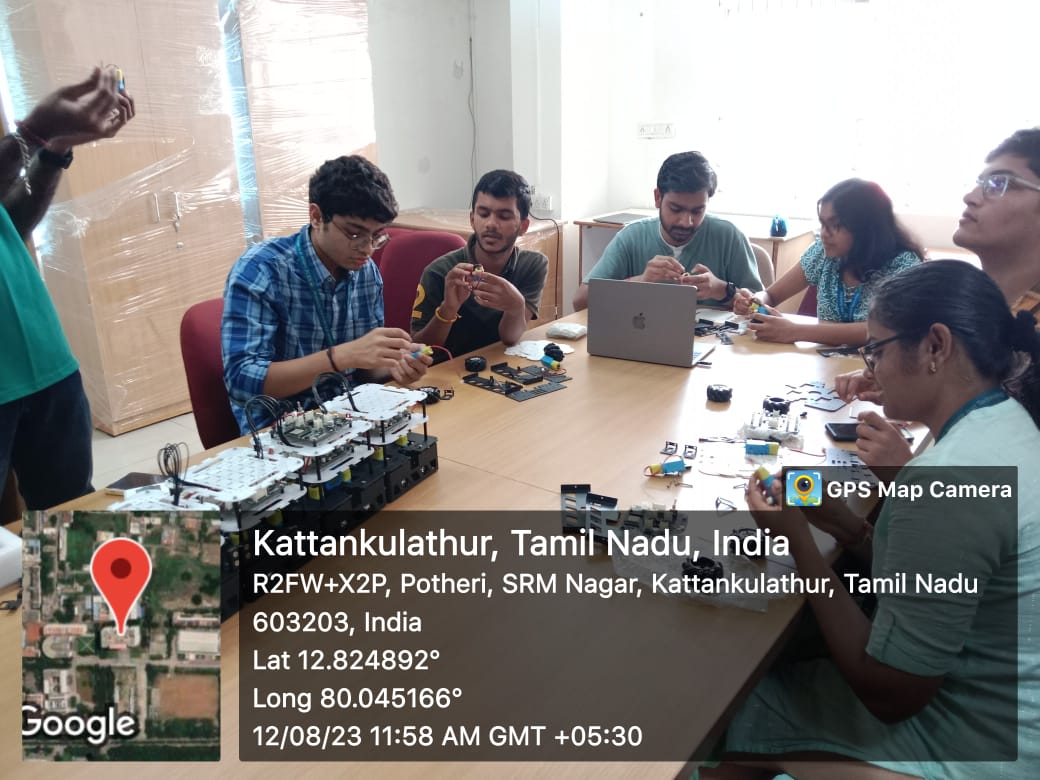 GPS Map Camera
Kattankulathur, Tamil Nadu, India
R2FW+X2P, Potheri, SRM Nagar, Kattankulathur, Tamil Nadu
603203, India
Lat 12.824892°
Long 80.045166°
12/08/23 11:58 AM GMT +05:30
Google